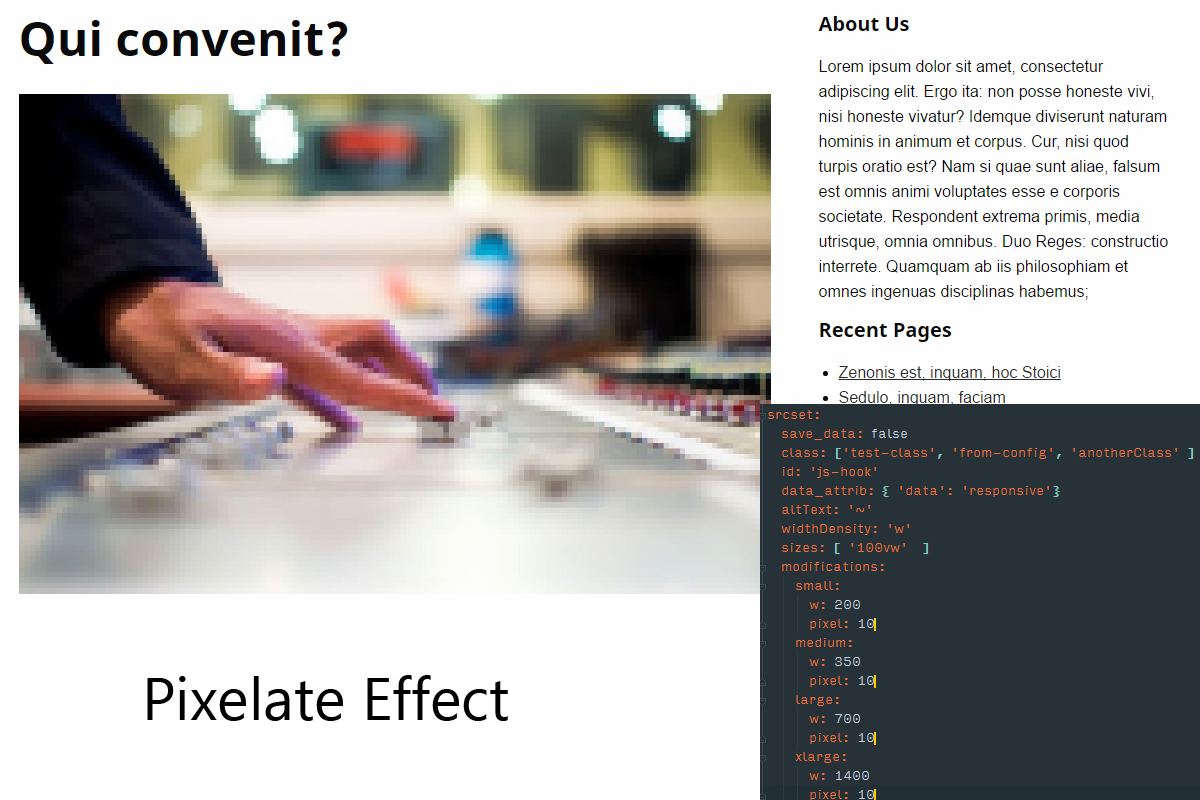 Qui convenit?
About Us
Lorem ipsum dolor sit amet, consectetur
adipiscing elit. Ergo ita: non posse honeste vivi,
nisi honeste vivatur? Idemque diviserunt naturam
hominis in animum et corpus. Cur, nisi quod
turpis oratio est? Nam si quae sunt aliae, falsum
est omnis animi voluptates esse e corporis
societate. Respondent extrema primis, media
utrisque, omnia omnibus. Duo Reges: constructio
interrete. Quamquam ab iis philosophiam et
omnes ingenuas disciplinas habemus;
Recent Pages
Zenonis est, inquam, hoc Stoici
Sedulo, inquam, faciam
srcset:
save_data: false
class: ['test-class', 'from-config', 'anotherClass' ]
id: 'js-hook'
data_attrib: { 'data': 'responsive'}
altText: '~'
widthDensity: 'w'
sizes: [ '100vw'  ]
modifications:
small:
w: 200
pixel: 10
medium:
w: 350
pixel: 10
large:
w: 700
pixel: 10
xlarge:
w: 1400
pixel: 10
Pixelate Effect